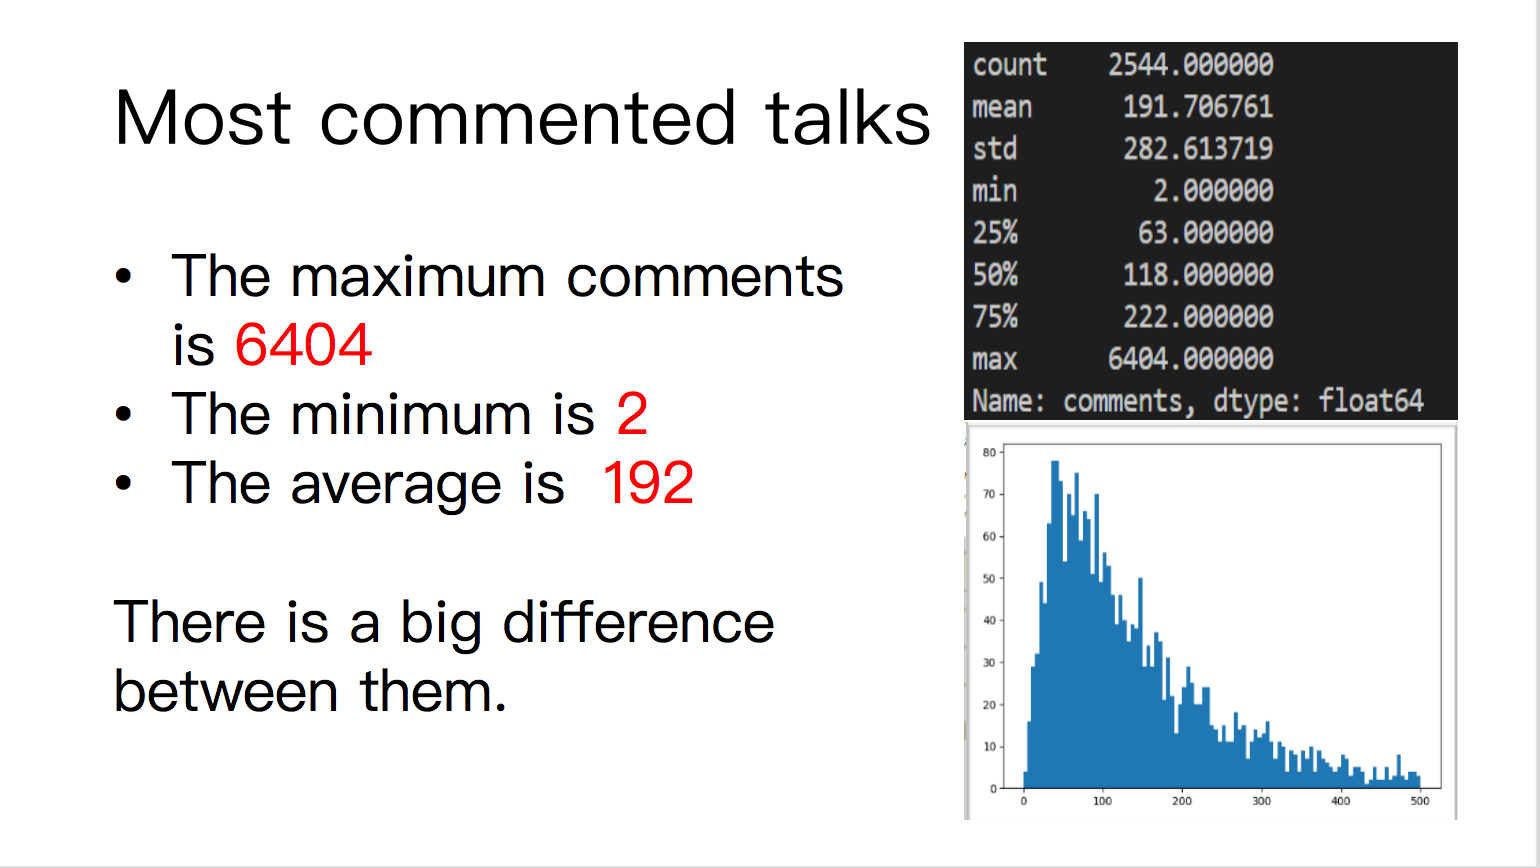 Most commented talks
• The maximum comments
is 6404
• The minimum is 2
• The average is 192
There is a big difference
between them.
count 2544.000000
mean 191.706761
std 282.613719
min 2.000000
25% 63.000000
50% 118.000000
75% 222.000000
max 6404.000000
Name: comments, dtype: float64
80
70
60
50
40
30
20
10
0
0 100 200 300 400 500